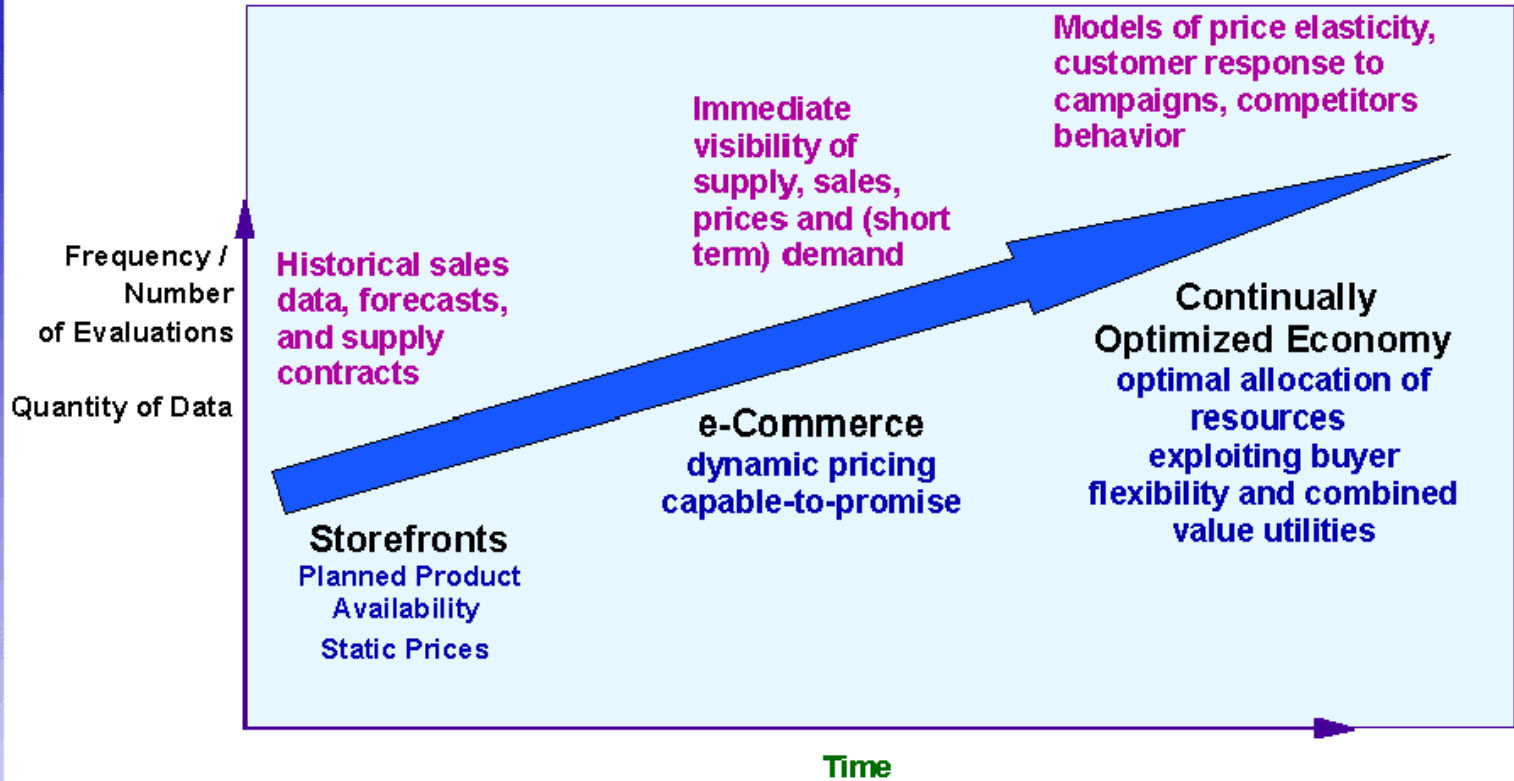 Models of price elasticity,
customer response to
campaigns, competitors
behavior
Immediate
visibility of
supply, sales,
prices and (short
term) demand
Historical sales
data, forecasts,
and supply
contracts
Frequency /
Number
of Evaluations
Quantity of Data
Storefronts
Planned Product
Availability
Static Prices
e-Commerce
dynamic pricing
capable-to-promise
Continually
Optimized Economy
optimal allocation of
resources
exploiting buyer
flexibility and combined
value utilities
Time